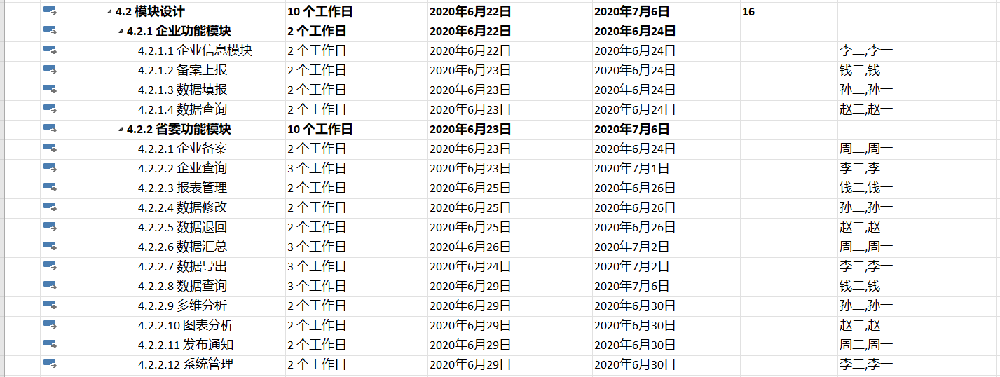 4.2 模块设计 10 个工作日 2020年6月22日 2020年7月6日 16
4.2.1 企业功能模块 2 个工作日 2020年6月22日 2020年6月24日
4.2.1.1 企业信息模块 2 个工作日 2020年6月22日 2020年6月24日 李二,李一
4.2.1.2 备案上报 2 个工作日 2020年6月23日 2020年6月24日 钱二,钱一
4.2.1.3 数据填报 2 个工作日 2020年6月23日 2020年6月24日 孙二,孙一
4.2.1.4 数据查询 2 个工作日 2020年6月23日 2020年6月24日 赵二,赵一
4.2.2 省委功能模块 10 个工作日 2020年6月23日 2020年7月6日
4.2.2.1 企业备案 2 个工作日 2020年6月23日 2020年6月24日 周二,周一
4.2.2.2 企业查询 3 个工作日 2020年6月23日 2020年7月1日 李二,李一
4.2.2.3 报表管理 2 个工作日 2020年6月25日 2020年6月26日 钱二,钱一
4.2.2.4 数据修改 2 个工作日 2020年6月25日 2020年6月26日 孙二,孙一
4.2.2.5 数据退回 2 个工作日 2020年6月25日 2020年6月26日 赵二,赵一
4.2.2.6 数据汇总 3 个工作日 2020年6月26日 2020年7月2日 周二,周一
4.2.2.7 数据导出 3 个工作日 2020年6月24日 2020年7月2日 李二,李一
4.2.2.8 数据查询 3 个工作日 2020年6月29日 2020年7月6日 钱二,钱一
4.2.2.9 多维分析 2 个工作日 2020年6月29日 2020年6月30日 孙二,孙一
4.2.2.10 图表分析 2 个工作日 2020年6月29日 2020年6月30日 赵二,赵一
4.2.2.11 发布通知 2 个工作日 2020年6月29日 2020年6月30日 周二,周一
4.2.2.12 系统管理 2 个工作日 2020年6月29日 2020年6月30日 李二,李一